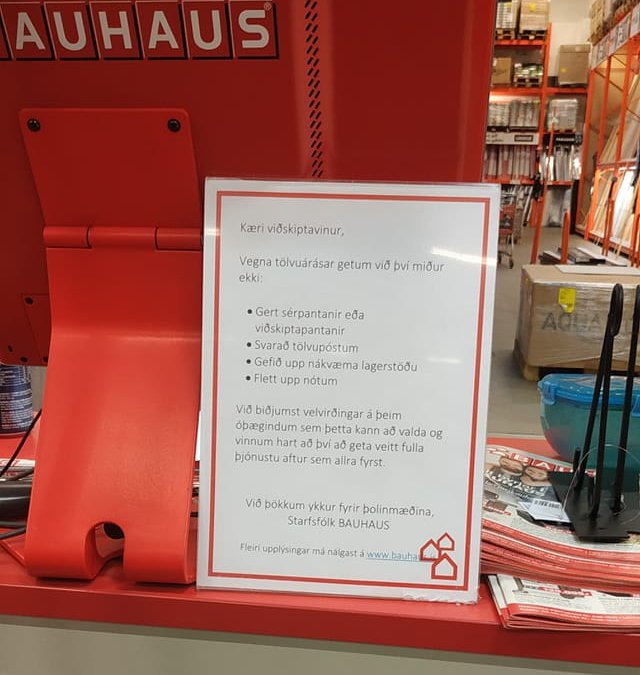 BAUHAUS®
Kæri viðskiptavinur,
Vegna tölvuárásar getum við því miður
ekki:
• Gert sérpantanir eða
viðskiptapantanir
• Svarað tölvupóstum
• Gefið upp nákvæma lagerstöðu
• Flett upp nótum
Við biðjumst velvirðingar á þeim
óþægindum sem þetta kann að valda og
vinnum hart að því að geta veitt fulla
þjónustu aftur sem allra fyrst.
Við þökkum ykkur fyrir þolinmæðina,
Starfsfólk BAUHAUS
Fleiri upplýsingar má nálgast á www.bauhaus
AQUA